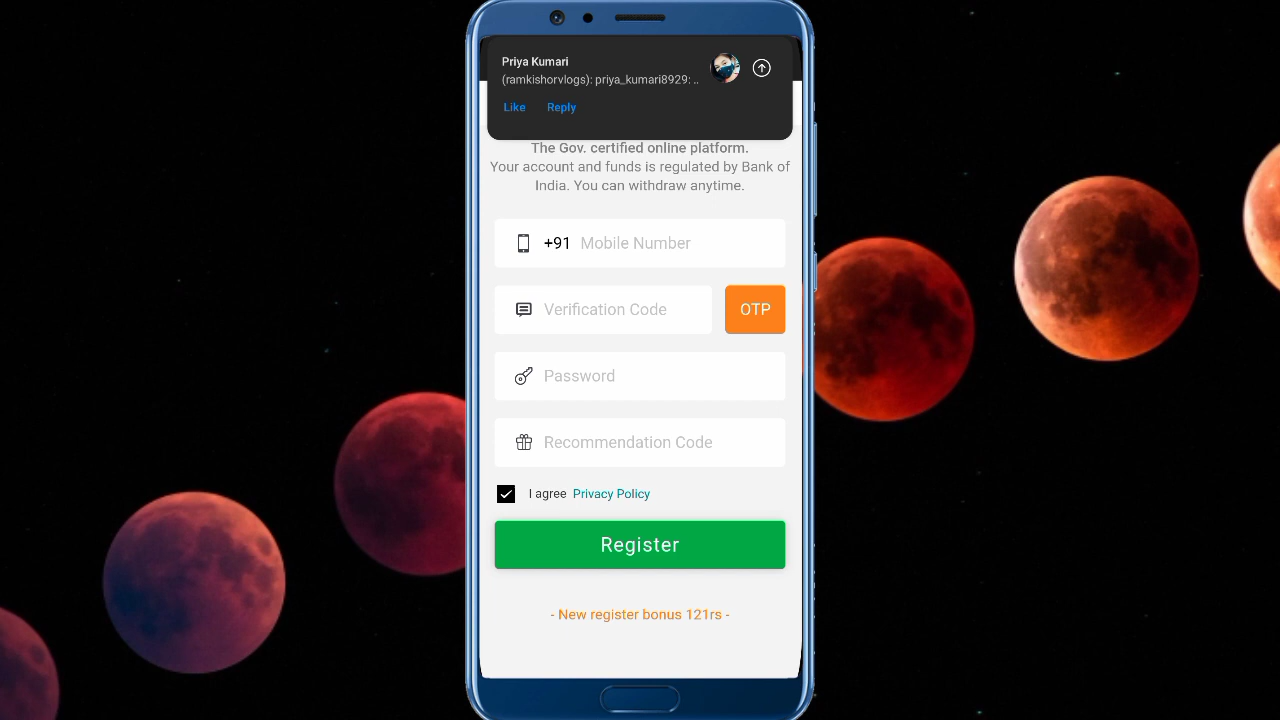 Priya Kumari
(ramkishorvlogs): priya_kumari8929: ..
Like Reply
The Gov. certified online platform.
Your account and funds is regulated by Bank of
India. You can withdraw anytime.
+91 Mobile Number
Verification Code OTP
Password
Recommendation Code
I agree Privacy Policy
Register
- New register bonus 121rs -